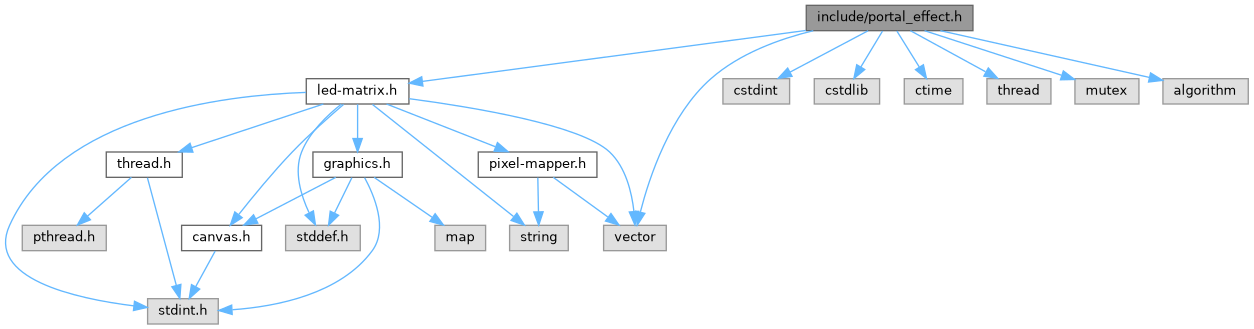 include/portal_effect.h
led-matrix.h
cstdint
cstdlib
ctime
thread
mutex
algorithm
thread.h
graphics.h
pixel-mapper.h
pthread.h
canvas.h
stddef.h
map
string
vector
stdint.h